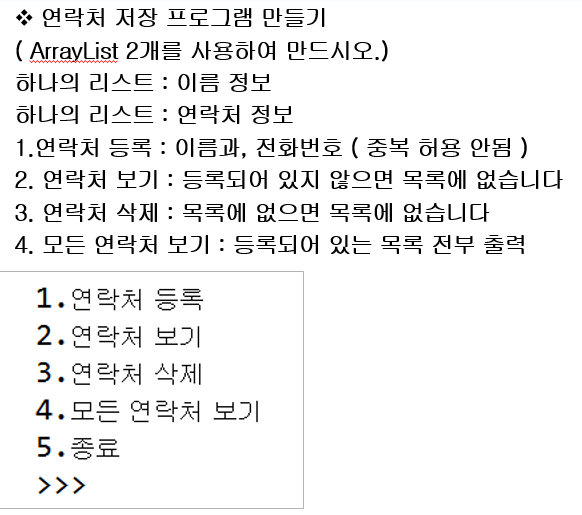 ❖ 연락처 저장 프로그램 만들기
( ArrayList 2개를 사용하여 만드시오.)
하나의 리스트 : 이름 정보
하나의 리스트 : 연락처 정보
1.연락처 등록 : 이름과, 전화번호 ( 중복 허용 안됨 )
2. 연락처 보기 : 등록되어 있지 않으면 목록에 없습니다
3. 연락처 삭제 : 목록에 없으면 목록에 없습니다
4. 모든 연락처 보기 : 등록되어 있는 목록 전부 출력
1.연락처 등록
2.연락처 보기
3.연락처 삭제
4.모든 연락처 보기
5.종료
>>>